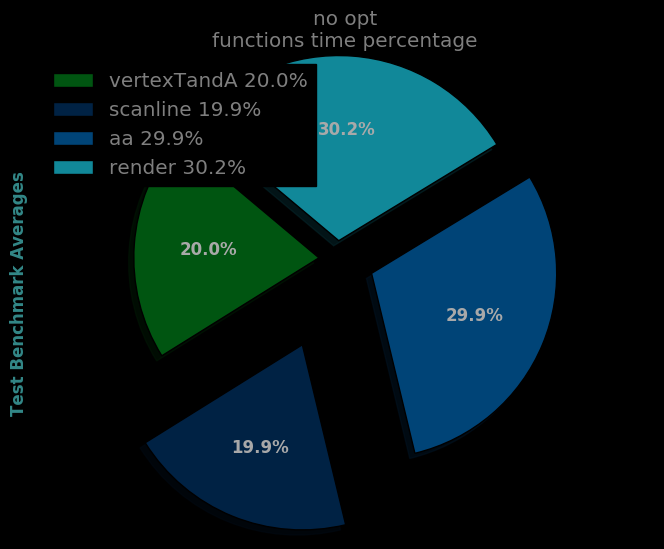 no opt
functions time percentage
vertexTandA 20.0%
scanline 19.9%
aa 29.9%
render 30.2%
30.2%
20.0%
29.9%
19.9%
Test Benchmark Averages